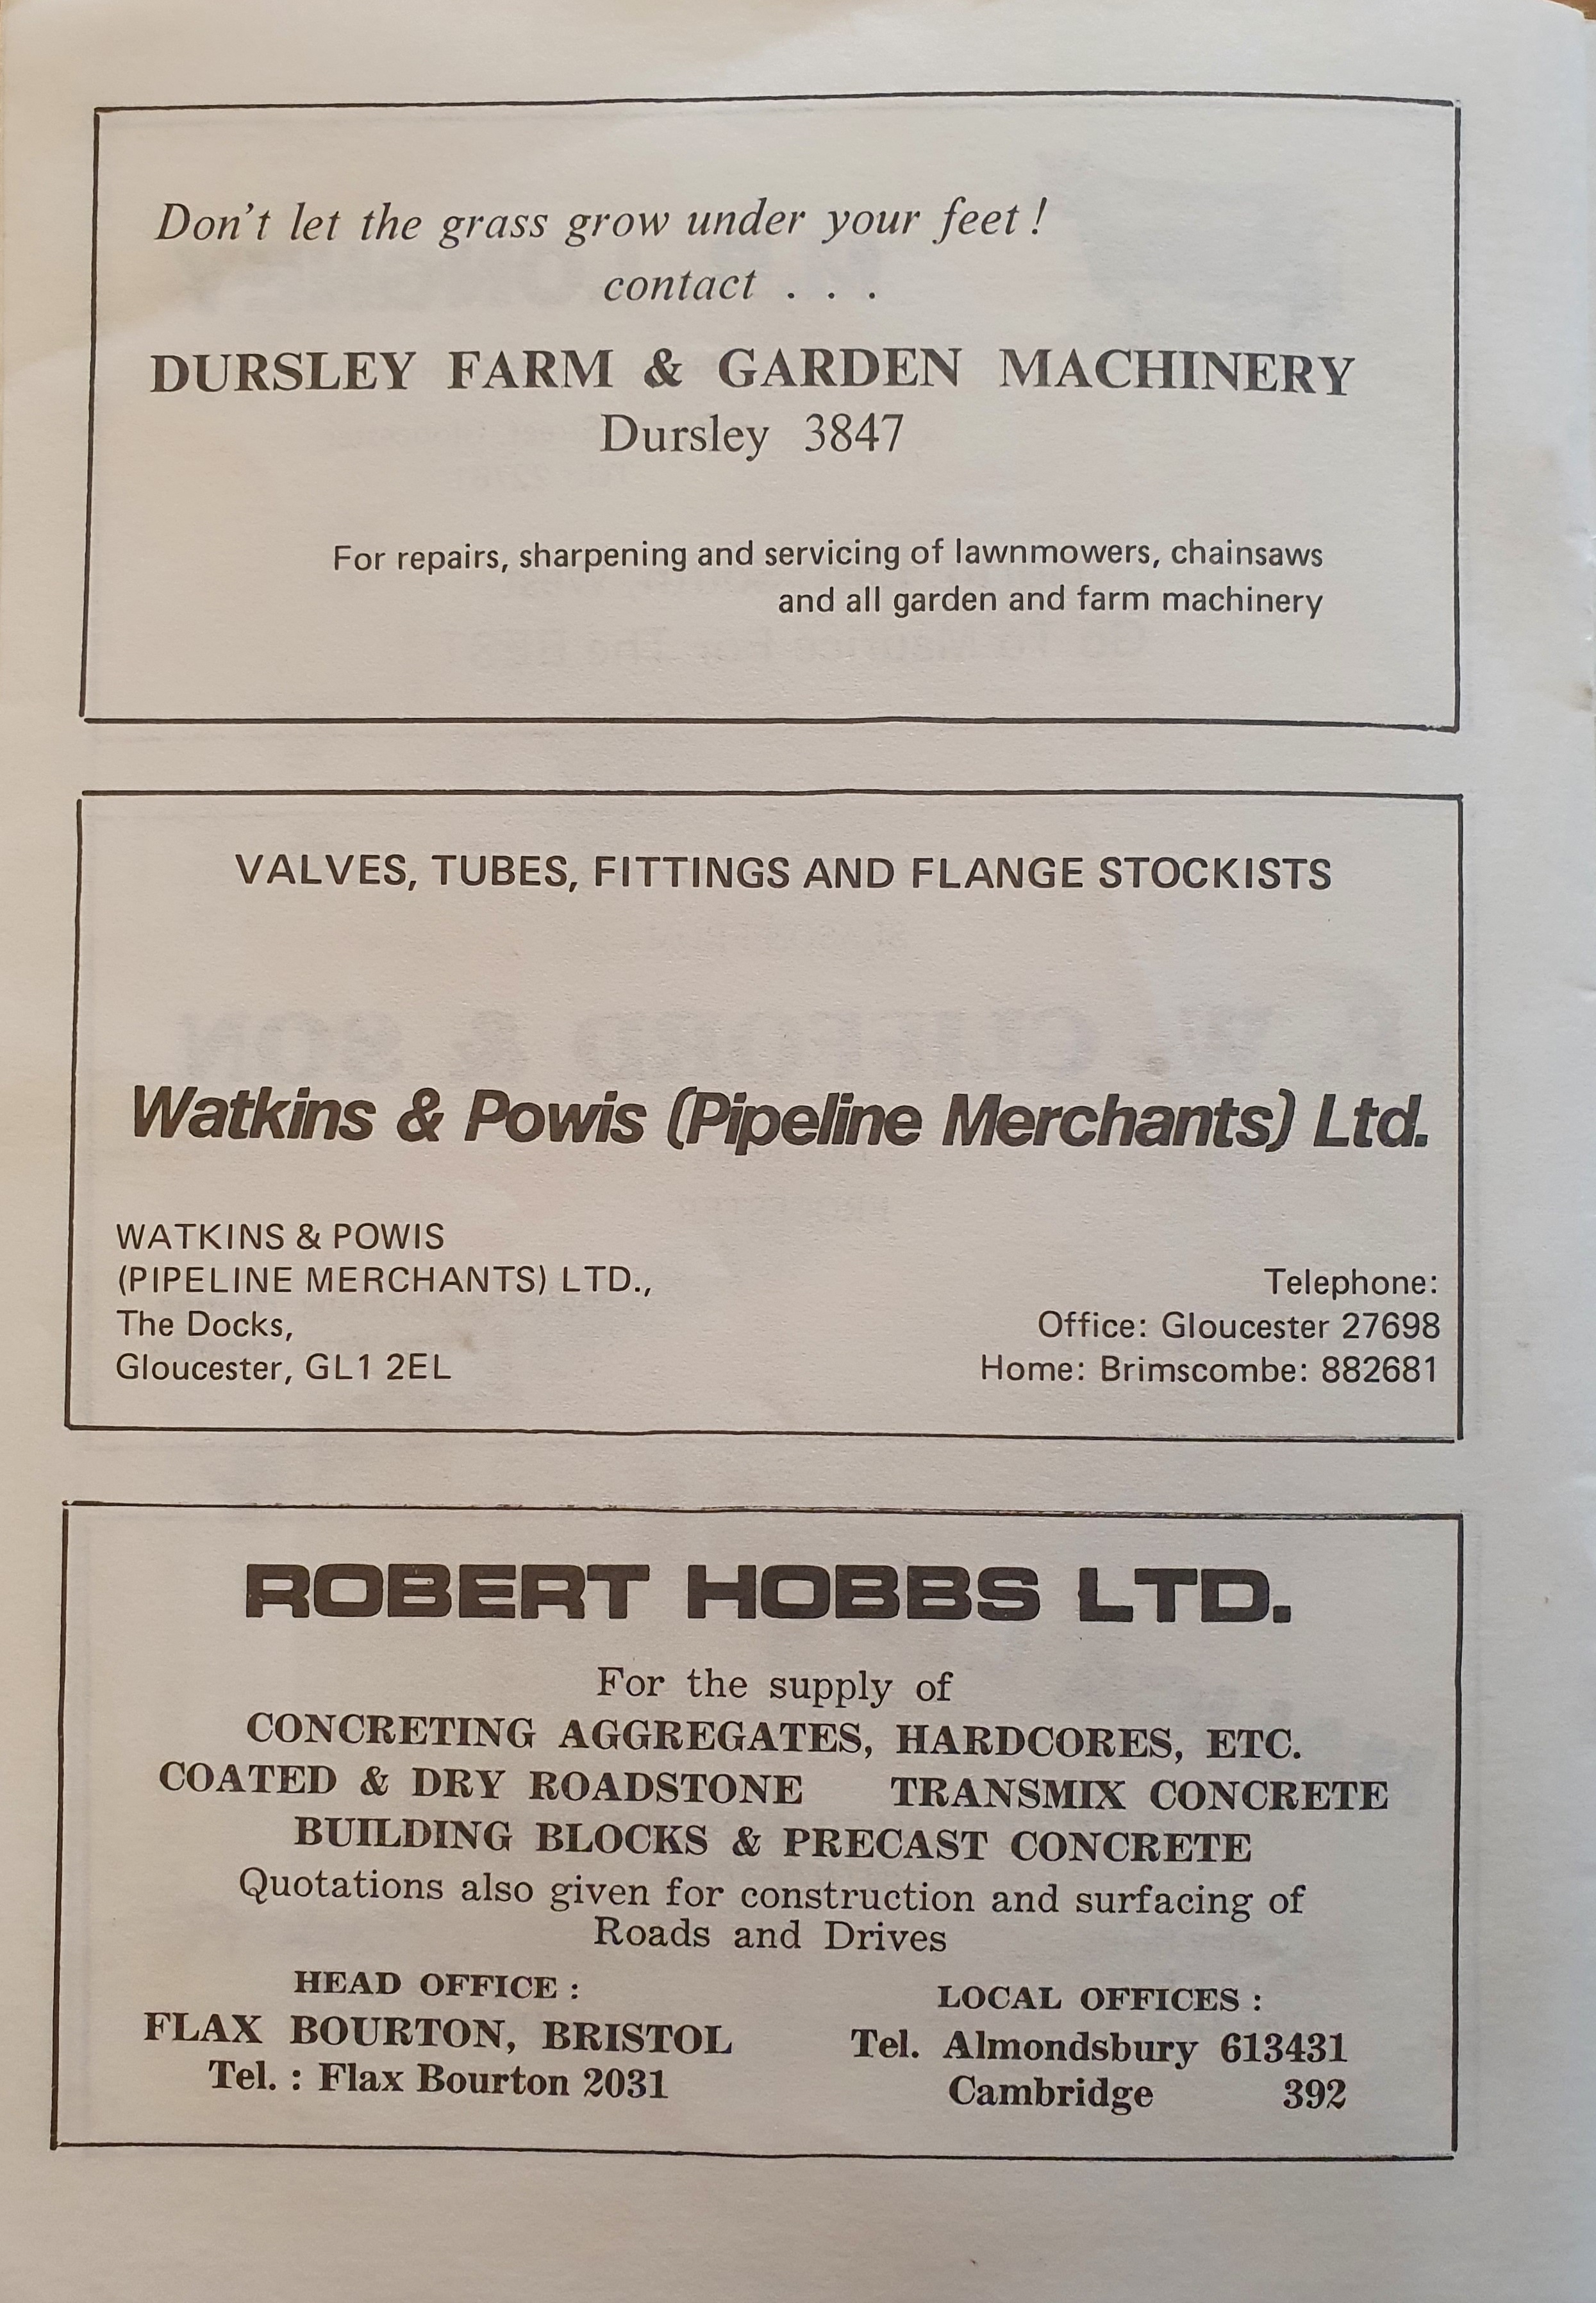 Don't let the grass grow under your feet !
contact . . .
DURSLEY FARM & GARDEN MACHINERY
Dursley 3847
For repairs, sharpening and servicing of lawnmowers, chainsaws
and all garden and farm machinery
VALVES, TUBES, FITTINGS AND FLANGE STOCKISTS
Watkins & Powis (Pipeline Merchants) Ltd.
WATKINS & POWIS
(PIPELINE MERCHANTS) LTD.,
The Docks,
Gloucester, GL1 2EL
Telephone:
Office: Gloucester 27698
Home: Brimscombe: 882681
ROBERT HOBBS LTD.
For the supply of
CONCRETING AGGREGATES, HARDCORES, ETC.
COATED & DRY ROADSTONE TRANSMIX CONCRETE
BUILDING BLOCKS & PRECAST CONCRETE
Quotations also given for construction and surfacing of
Roads and Drives
HEAD OFFICE :
FLAX BOURTON, BRISTOL
Tel. : Flax Bourton 2031
LOCAL OFFICES :
Tel. Almondsbury 613431
Cambridge 392